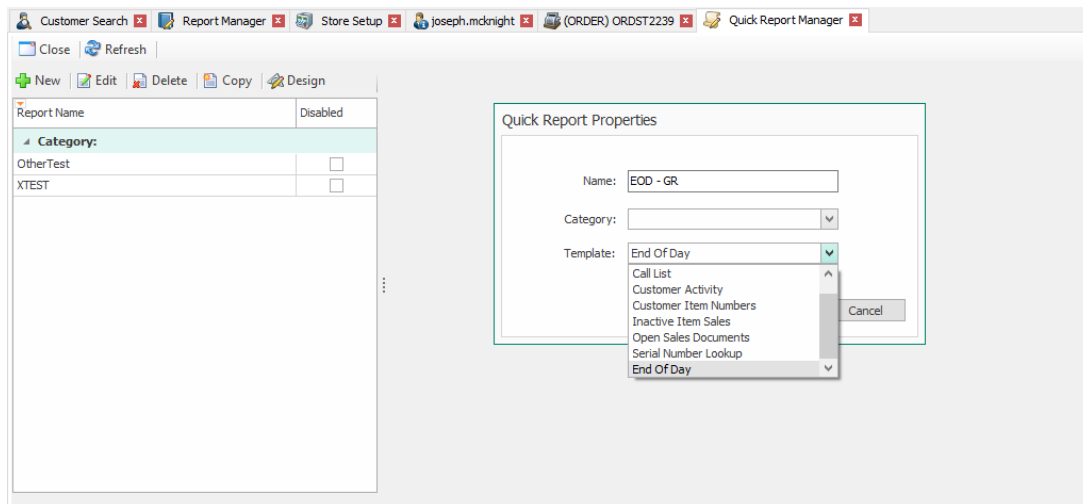 Customer Search Report Manager Store Setup joseph.mcknight (ORDER) ORDST2239 Quick Report Manager
Close Refresh
New Edit Delete Copy Design
Report Name Disabled
Category:
OtherTest
XTEST
Quick Report Properties
Name: EOD - GR
Category:
Template: End Of Day
Call List
Customer Activity
Customer Item Numbers
Inactive Item Sales
Open Sales Documents
Serial Number Lookup
End Of Day
Cancel